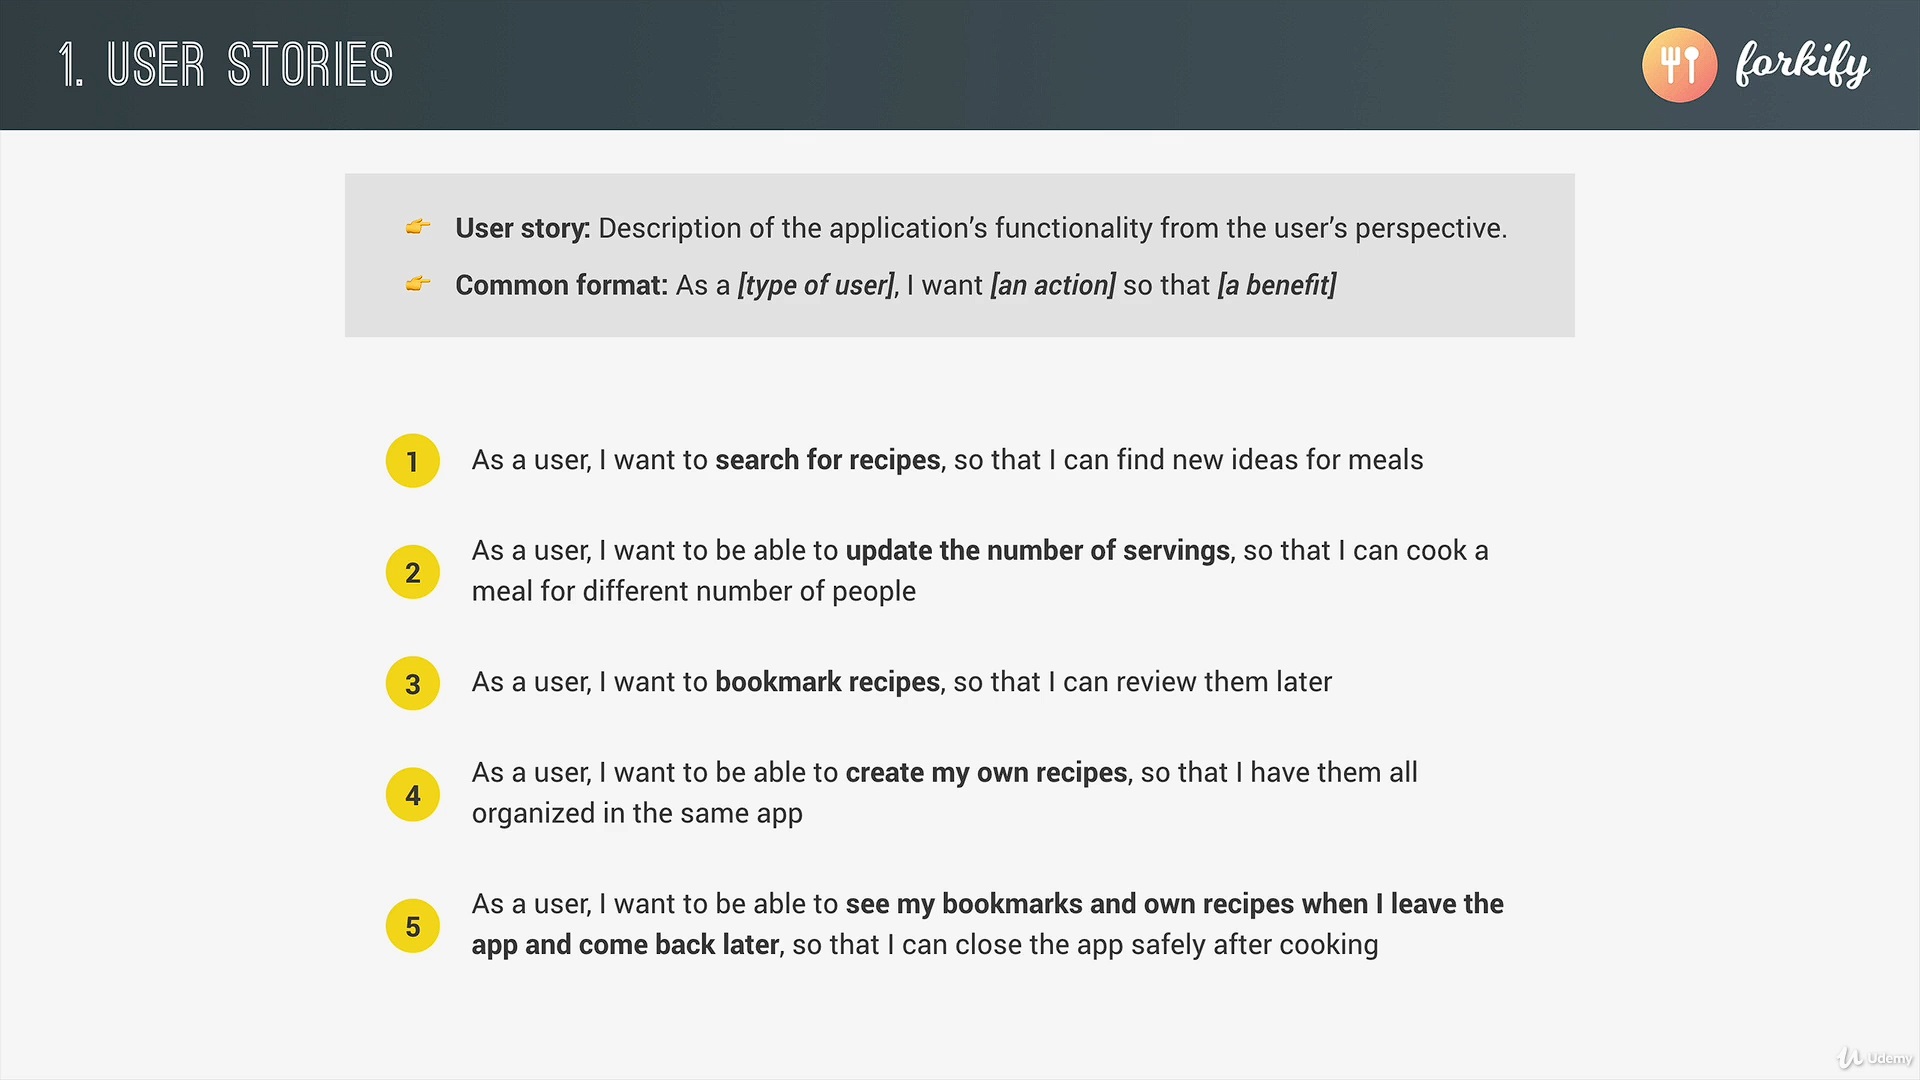 1. USER STORIES
forkify
👉 User story: Description of the application's functionality from the user's perspective.
👉 Common format: As a [type of user], I want [an action] so that [a benefit]
1 As a user, I want to search for recipes, so that I can find new ideas for meals
2 As a user, I want to be able to update the number of servings, so that I can cook a
meal for different number of people
3 As a user, I want to bookmark recipes, so that I can review them later
4 As a user, I want to be able to create my own recipes, so that I have them all
organized in the same app
5 As a user, I want to be able to see my bookmarks and own recipes when I leave the
app and come back later, so that I can close the app safely after cooking
Udemy